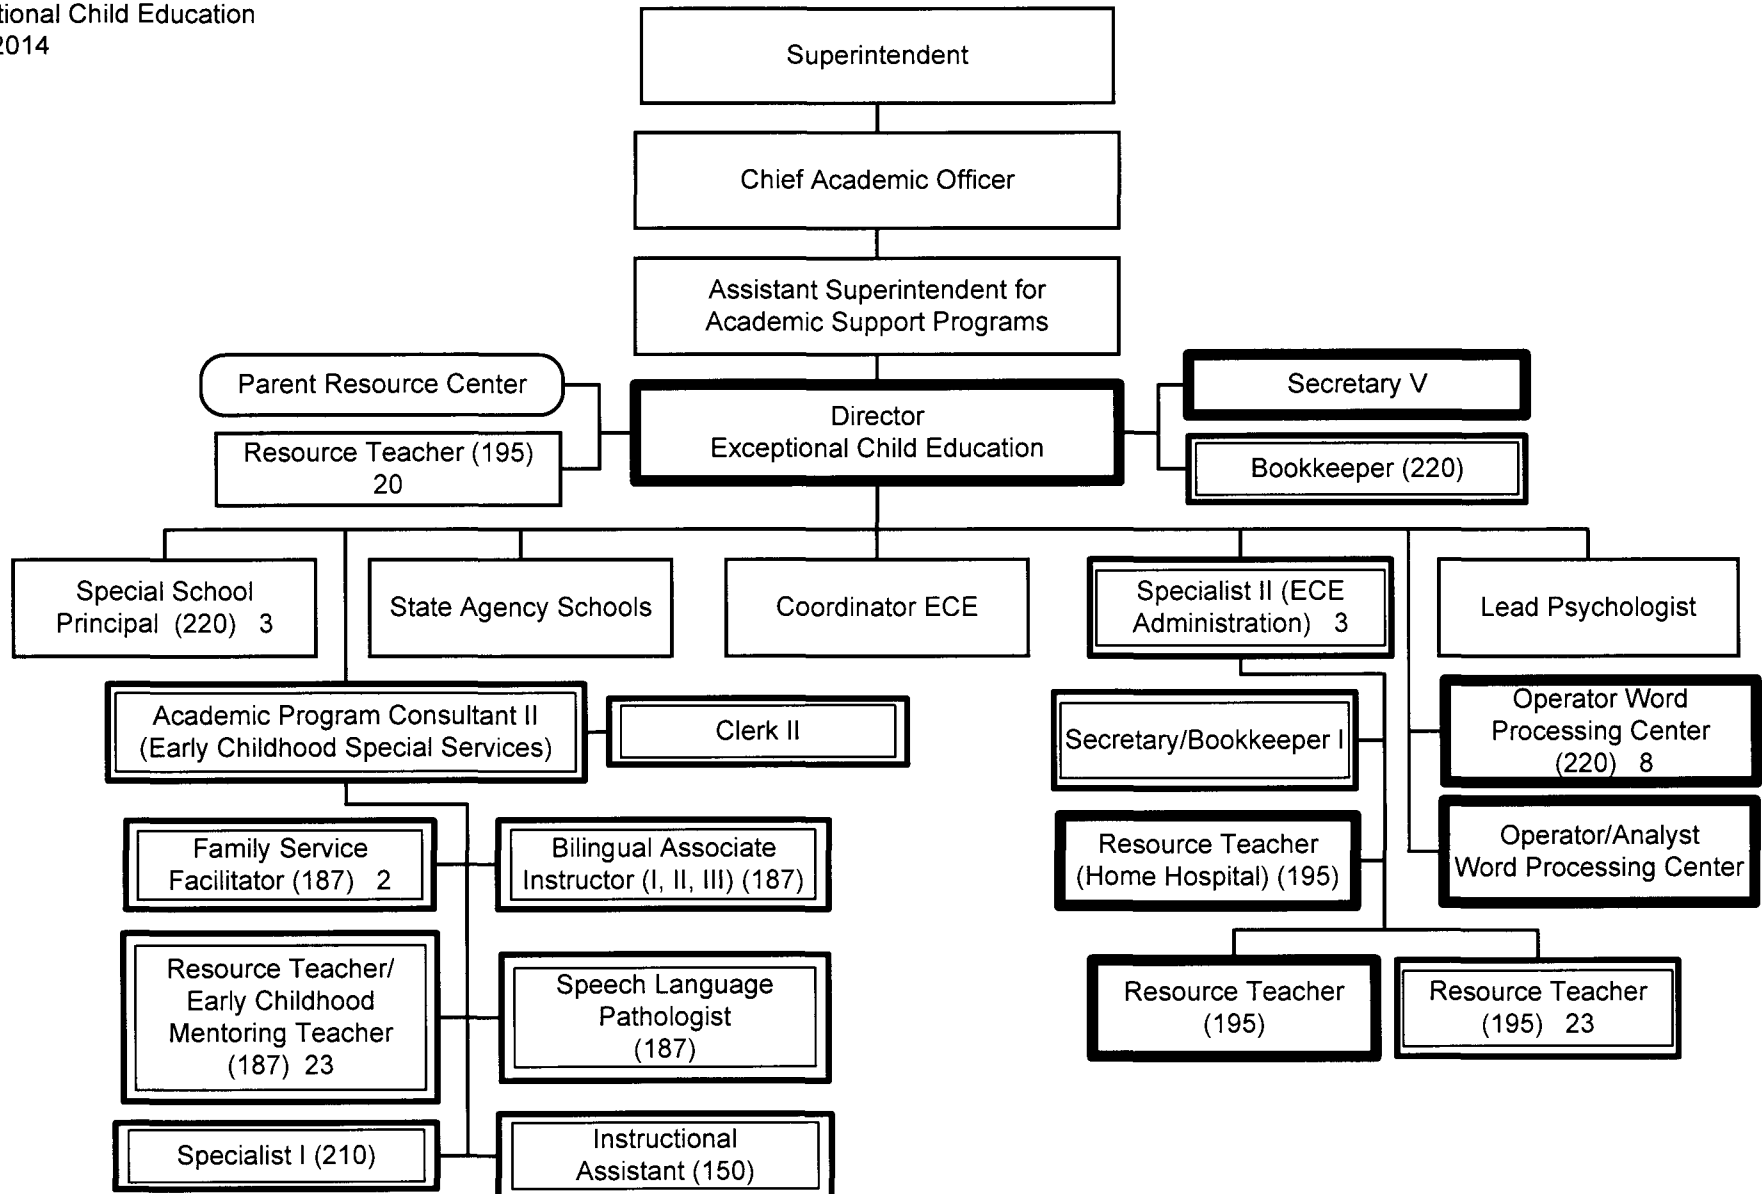 tional Child Education
2014
Superintendent
Chief Academic Officer
Assistant Superintendent for
Academic Support Programs
Parent Resource Center
Resource Teacher (195)
20
Director
Exceptional Child Education
Secretary V
Bookkeeper (220)
Special School
Principal (220) 3
State Agency Schools
Coordinator ECE
Specialist II (ECE
Administration) 3
Lead Psychologist
Academic Program Consultant II
(Early Childhood Special Services)
Clerk II
Secretary/Bookkeeper I
Operator Word
Processing Center
(220) 8
Family Service
Facilitator (187) 2
Bilingual Associate
Instructor (I, II, III) (187)
Resource Teacher
(Home Hospital) (195)
Operator/Analyst
Word Processing Center
Resource Teacher/
Early Childhood
Mentoring Teacher
(187) 23
Speech Language
Pathologist
(187)
Resource Teacher
(195)
Resource Teacher
(195) 23
Specialist I (210)
Instructional
Assistant (150)